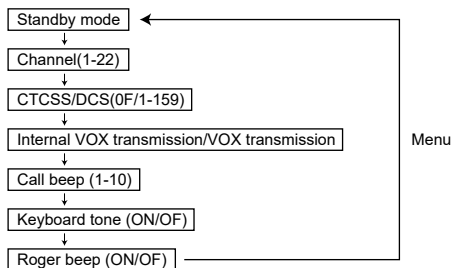 Standby mode
Channel(1-22)
CTCSS/DCS(0F/1-159)
Internal VOX transmission/VOX transmission
Menu
Call beep (1-10)
Keyboard tone (ON/OF)
Roger beep (ON/OF)